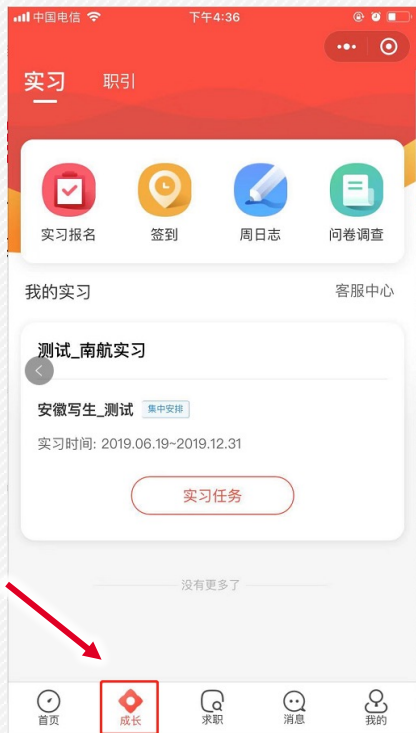 中国电信 下午4:36
实习 职引
实习报名 签到 周日志 问卷调查
我的实习 客服中心
测试_南航实习
安徽写生_测试 集中安排
实习时间: 2019.06.19~2019.12.31
实习任务
没有更多了
首页 成长 求职 消息 我的